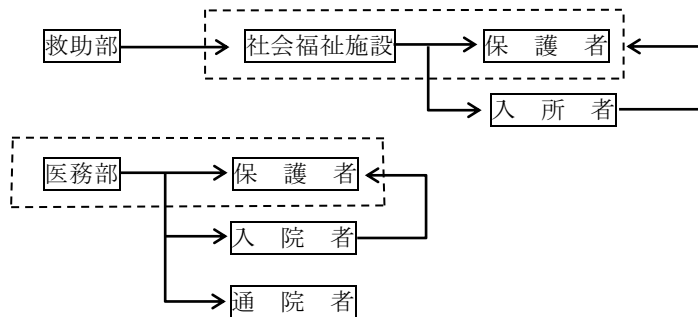 救助部 社会福祉施設 保　護　者
入　所　者
医務部 保　護　者
入　院　者
通　院　者